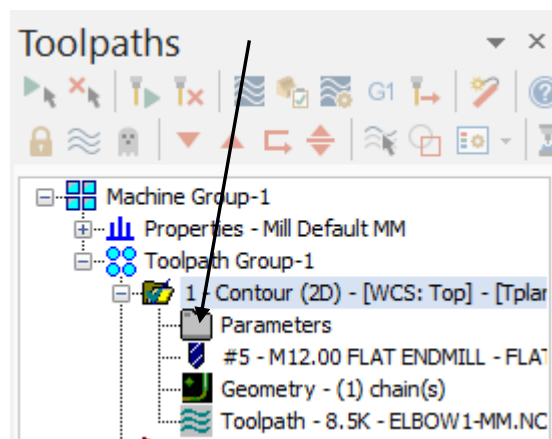 Toolpaths
G1
Machine Group-1
Properties - Mill Default MM
Toolpath Group-1
1 - Contour (2D) - [WCS: Top] - [Tplan
Parameters
#5 - M12.00 FLAT ENDMILL - FLAT
Geometry - (1) chain(s)
Toolpath - 8.5K - ELBOW1-MM.NC